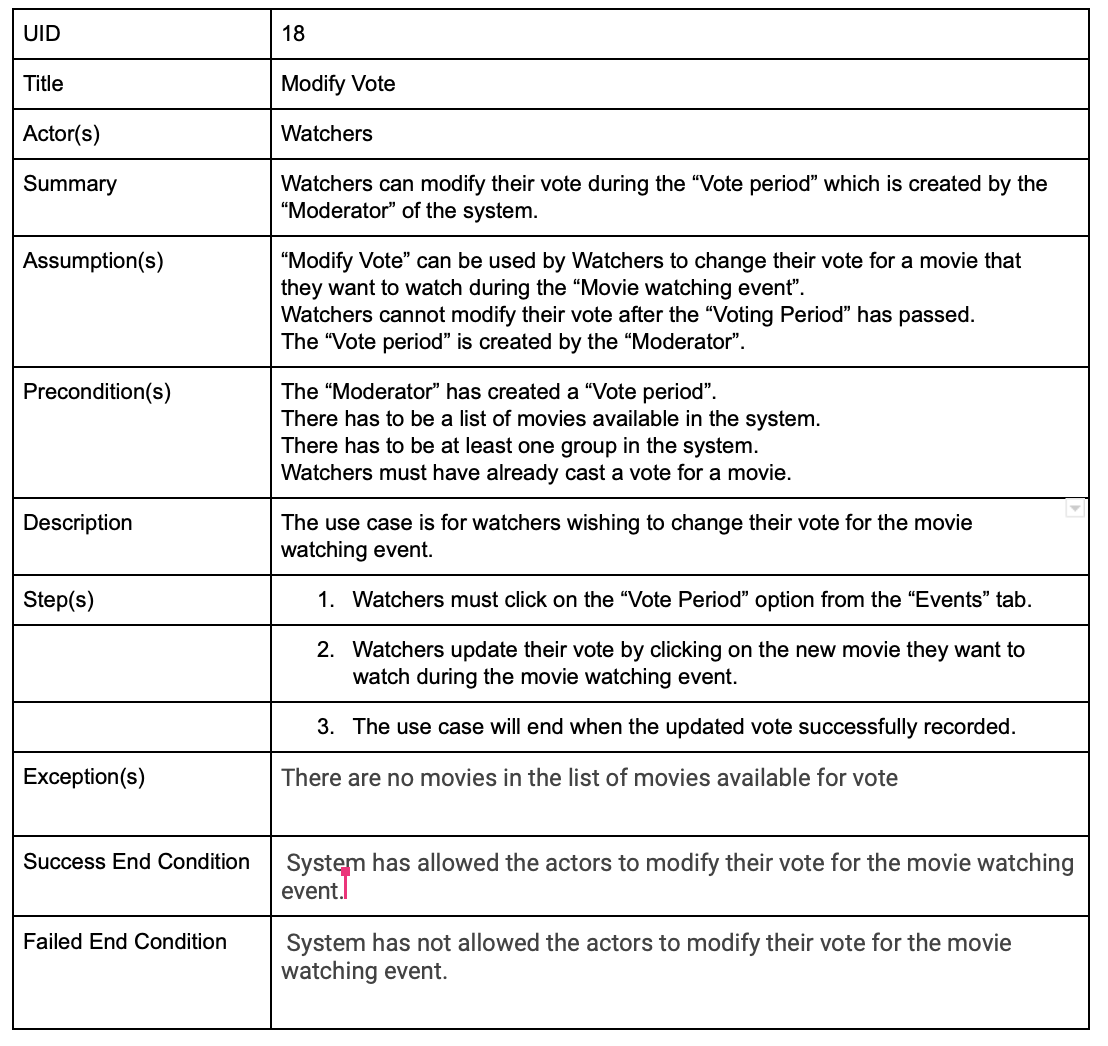 UID 18
Title Modify Vote
Actor(s) Watchers
Summary Watchers can modify their vote during the “Vote period” which is created by the
“Moderator” of the system.
Assumption(s) “Modify Vote” can be used by Watchers to change their vote for a movie that
they want to watch during the “Movie watching event”.
Watchers cannot modify their vote after the “Voting Period” has passed.
The “Vote period” is created by the “Moderator”.
Precondition(s) The “Moderator” has created a “Vote period”.
There has to be a list of movies available in the system.
There has to be at least one group in the system.
Watchers must have already cast a vote for a movie.
Description The use case is for watchers wishing to change their vote for the movie
watching event.
Step(s) 1. Watchers must click on the “Vote Period” option from the “Events” tab.
2. Watchers update their vote by clicking on the new movie they want to
watch during the movie watching event.
3. The use case will end when the updated vote successfully recorded.
Exception(s) There are no movies in the list of movies available for vote
Success End Condition System has allowed the actors to modify their vote for the movie watching
event.
Failed End Condition System has not allowed the actors to modify their vote for the movie
watching event.